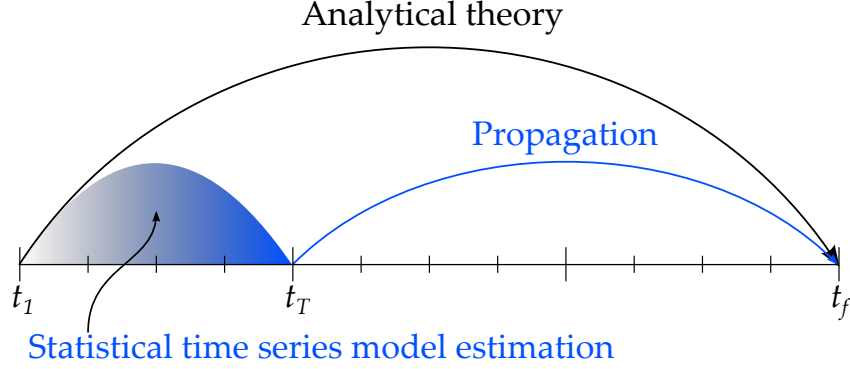 Analytical theory
Propagation
t1 tT tf
Statistical time series model estimation